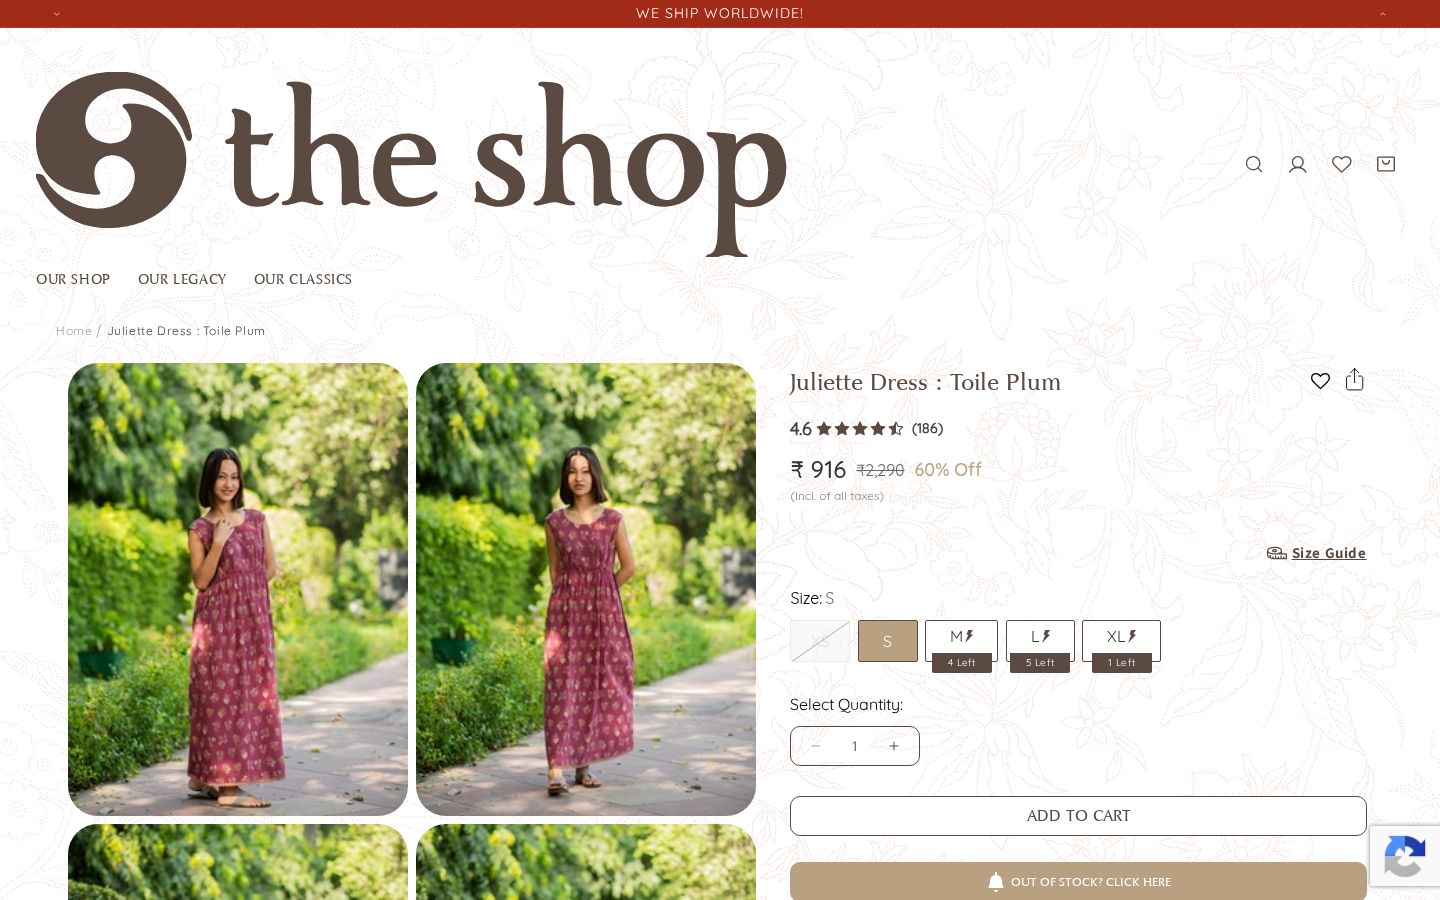 WE SHIP WORLDWIDE!
the shop
OUR SHOP OUR LEGACY OUR CLASSICS
Home / Juliette Dress : Toile Plum
Juliette Dress : Toile Plum
4.6 (186)
₹ 916 ₹2,290 60% Off
(Incl. of all taxes)
Size Guide
Size: S
XS S M L XL
4 Left 5 Left 1 Left
Select Quantity:
− 1 +
ADD TO CART
OUT OF STOCK? CLICK HERE